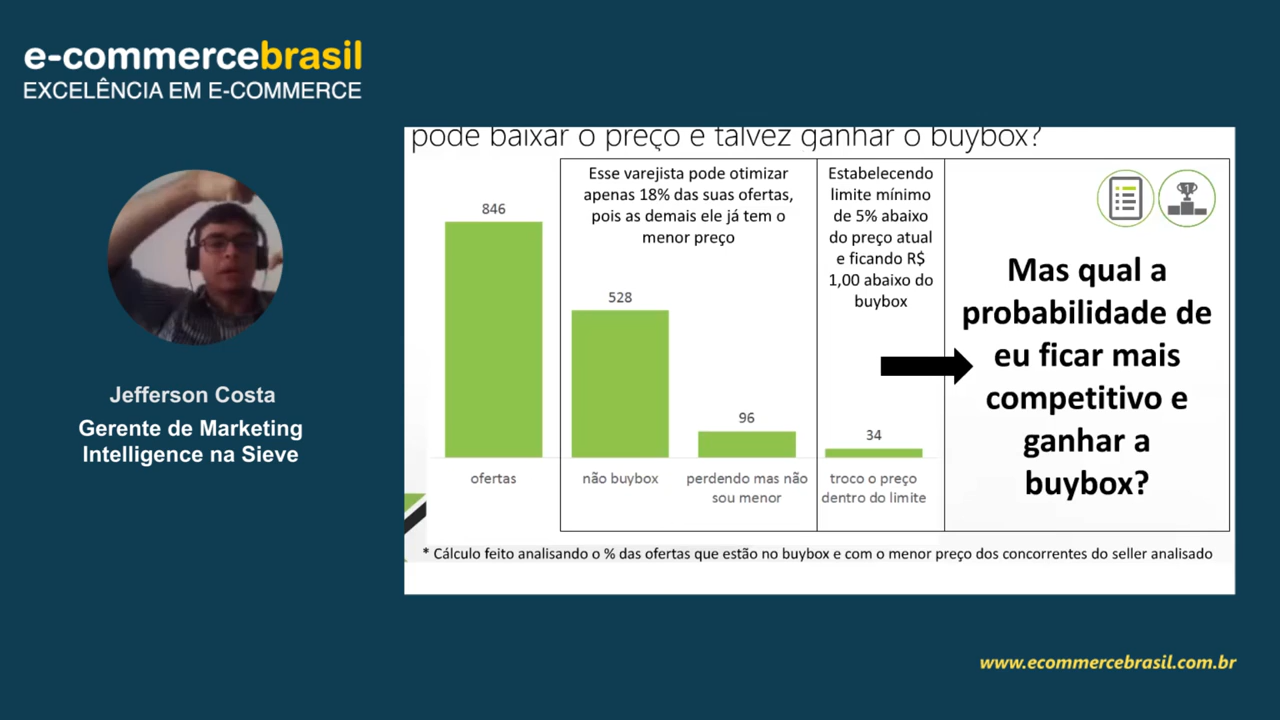 e-commercebrasil
EXCELÊNCIA EM E-COMMERCE
Jefferson Costa
Gerente de Marketing
Intelligence na Sieve
pode baixar o preço e talvez ganhar o buybox?
Esse varejista pode otimizar
apenas 18% das suas ofertas,
pois as demais ele já tem o
menor preço
Estabelecendo
limite mínimo
de 5% abaixo
do preço atual
e ficando R$
1,00 abaixo do
buybox
846
528
96
34
ofertas
não buybox
perdendo mas não
sou menor
troco o preço
dentro do limite
1
Mas qual a
probabilidade de
eu ficar mais
competitivo e
ganhar a
buybox?
* Cálculo feito analisando o % das ofertas que estão no buybox e com o menor preço dos concorrentes do seller analisado
www.ecommercebrasil.com.br